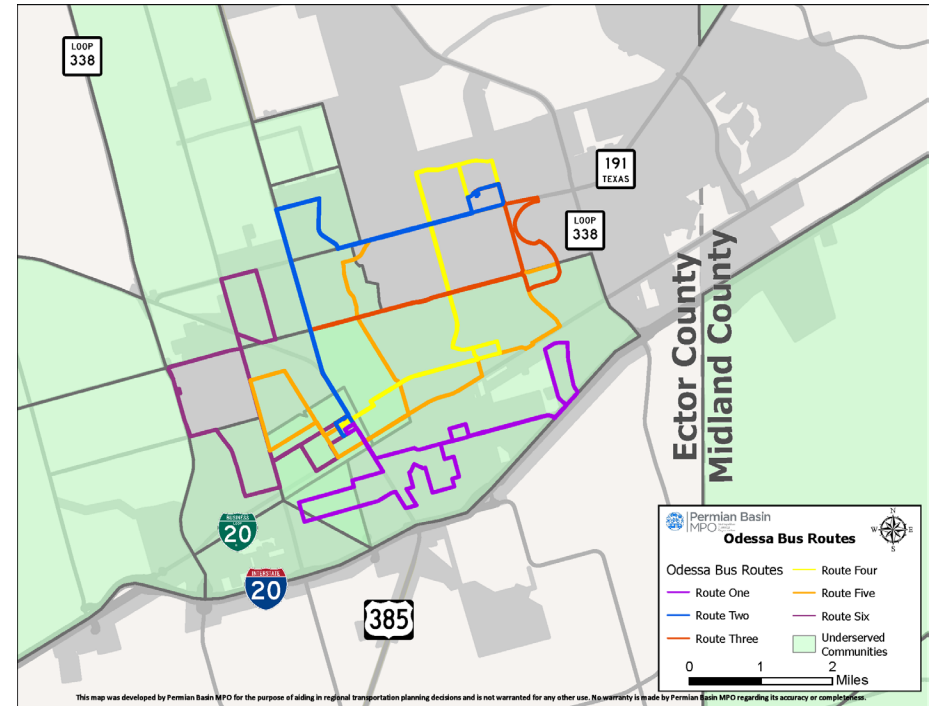 LOOP
338
191
TEXAS
LOOP
338
Ector County
Midland County
BUSINESS
LOOP
20
INTERSTATE
20
385
Permian Basin
MPO
Odessa Bus Routes
N
W E
S
Odessa Bus Routes
Route One
Route Two
Route Three
Route Four
Route Five
Route Six
Underserved
Communities
0 1 2
Miles
This map was developed by Permian Basin MPO for the purpose of aiding in regional transportation planning decisions and is not warranted for any other use. No warranty is made by Permian Basin MPO regarding its accuracy or completeness.